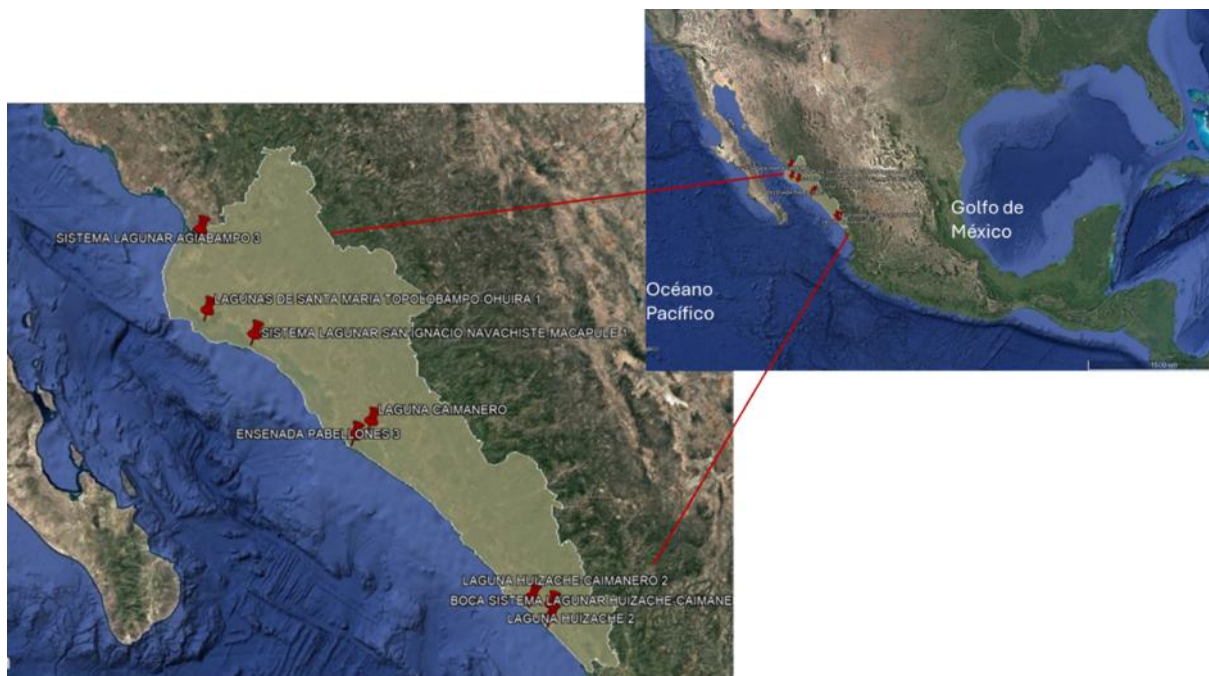 SISTEMA LAGUNAR AGIABAMPO 3
LAGUNAS DE SANTA MARIA TOPOLOBAMPO-OHUIRA 1
SISTEMA LAGUNAR SAN IGNACIO-NAVACHISTE-MACAPULE 1
LAGUNA CAIMANERO
ENSENADA PABELLONES 3
LAGUNA HUIZACHE-CAIMANERO 2
BOCA SISTEMA LAGUNAR HUIZACHE-CAIMANE
LAGUNA HUIZACHE 2
Golfo de
México
Océano
Pacífico
1500 km